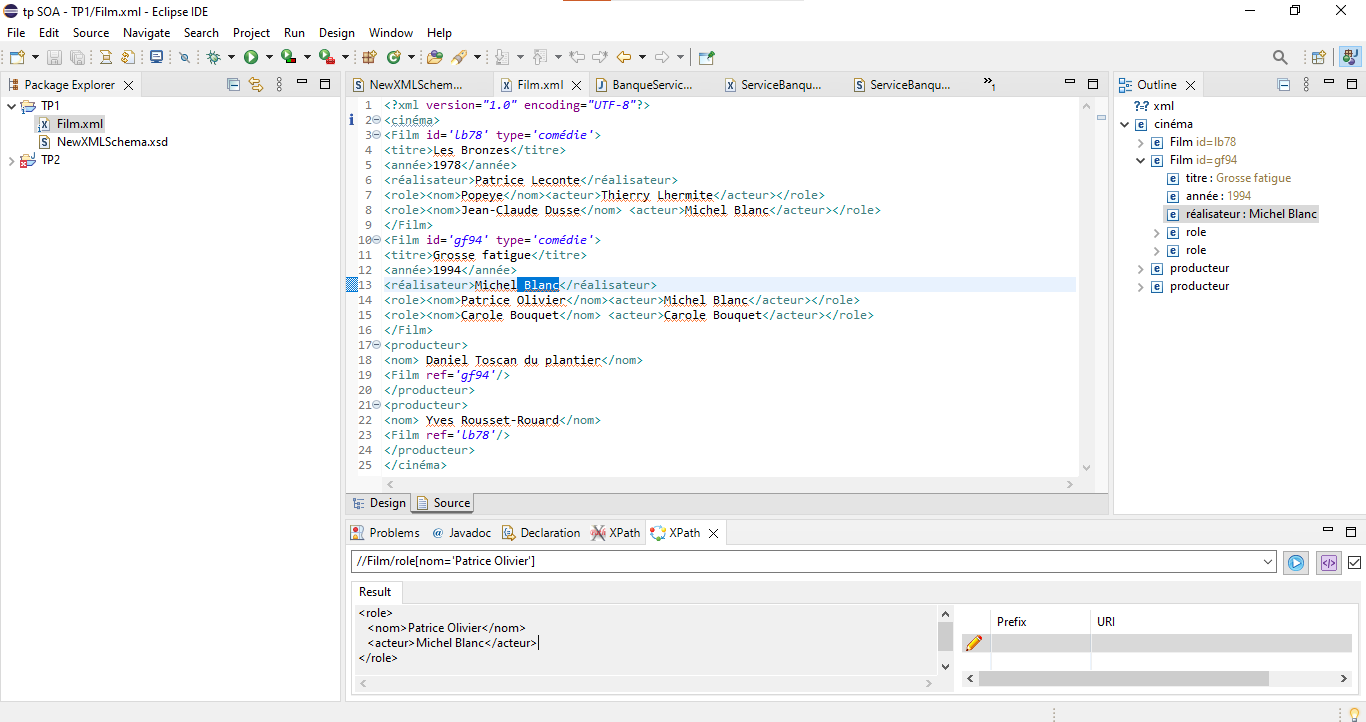 tp SOA - TP1/Film.xml - Eclipse IDE
File Edit Source Navigate Search Project Run Design Window Help
Package Explorer
TP1
Film.xml
NewXMLSchema.xsd
TP2
NewXMLSchem... Film.xml BanqueServic... ServiceBanqu... ServiceBanqu... »1
1 <?xml version="1.0" encoding="UTF-8"?>
2 <cinéma>
3 <Film id='lb78' type='comédie'>
4 <titre>Les Bronzes</titre>
5 <année>1978</année>
6 <réalisateur>Patrice Leconte</réalisateur>
7 <role><nom>Popeye</nom><acteur>Thierry Lhermite</acteur></role>
8 <role><nom>Jean-Claude Dusse</nom> <acteur>Michel Blanc</acteur></role>
9 </Film>
10 <Film id='gf94' type='comédie'>
11 <titre>Grosse fatigue</titre>
12 <année>1994</année>
13 <réalisateur>Michel Blanc</réalisateur>
14 <role><nom>Patrice Olivier</nom><acteur>Michel Blanc</acteur></role>
15 <role><nom>Carole Bouquet</nom> <acteur>Carole Bouquet</acteur></role>
16 </Film>
17 <producteur>
18 <nom> Daniel Toscan du plantier</nom>
19 <Film ref='gf94'/>
20 </producteur>
21 <producteur>
22 <nom> Yves Rousset-Rouard</nom>
23 <Film ref='lb78'/>
24 </producteur>
25 </cinéma>
Design Source
Outline
?=? xml
cinéma
Film id=lb78
Film id=gf94
titre : Grosse fatigue
année : 1994
réalisateur : Michel Blanc
role
role
producteur
producteur
Problems Javadoc Declaration XPath XPath
//Film/role[nom='Patrice Olivier']
Result
<role>
<nom>Patrice Olivier</nom>
<acteur>Michel Blanc</acteur>
</role>
Prefix URI